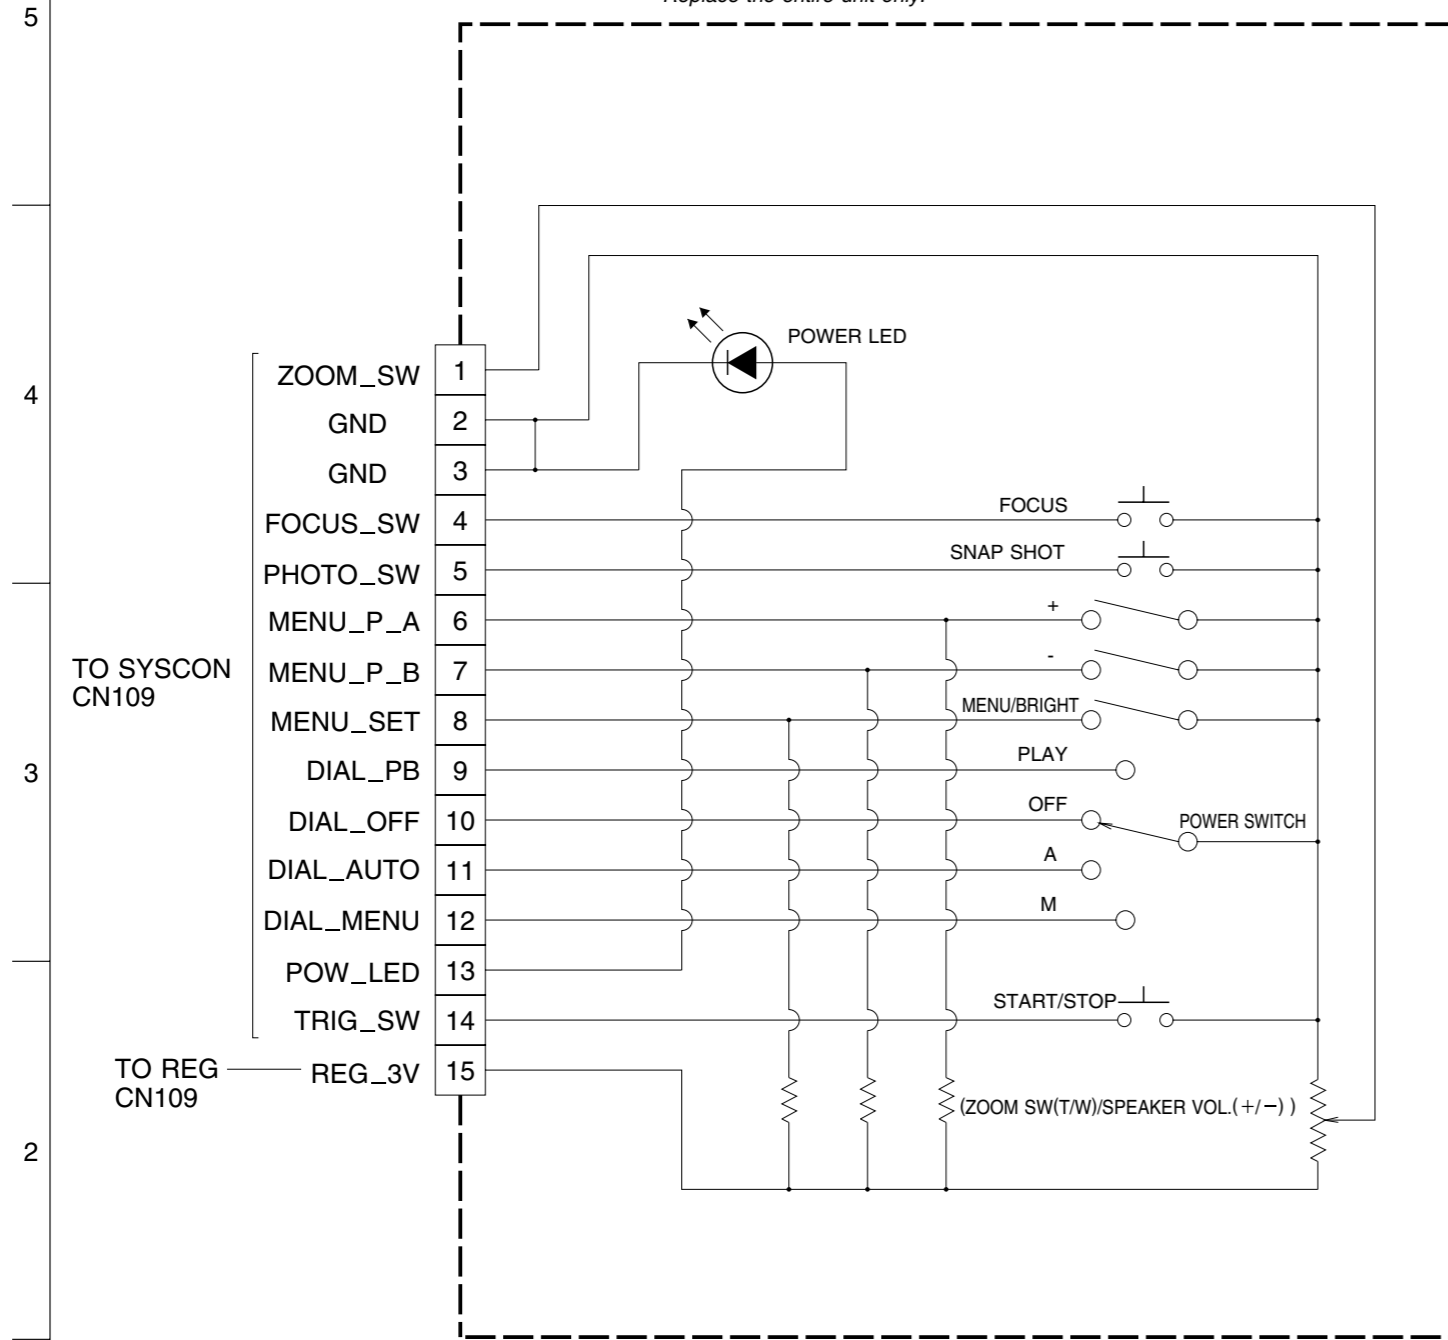 Replace the entire unit only.
5
4
3
2
TO SYSCON
CN109
TO REG
CN109
ZOOM_SW 1
GND 2
GND 3
FOCUS_SW 4
PHOTO_SW 5
MENU_P_A 6
MENU_P_B 7
MENU_SET 8
DIAL_PB 9
DIAL_OFF 10
DIAL_AUTO 11
DIAL_MENU 12
POW_LED 13
TRIG_SW 14
REG_3V 15
POWER LED
FOCUS
SNAP SHOT
+
-
MENU/BRIGHT
PLAY
OFF
POWER SWITCH
A
M
START/STOP
(ZOOM SW(T/W)/SPEAKER VOL.(+/−) )